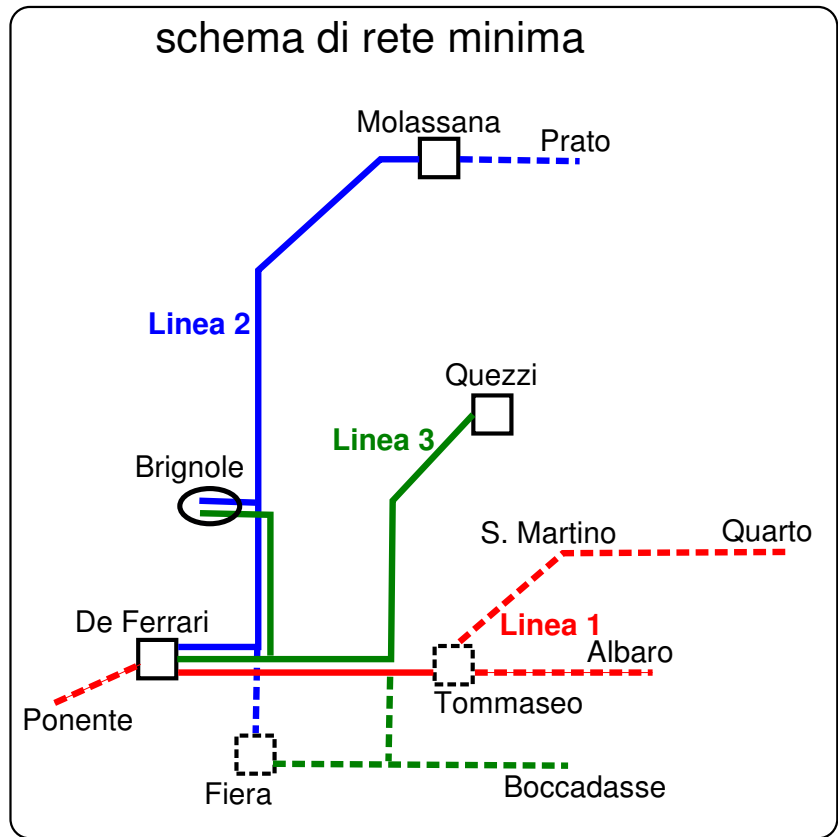 schema di rete minima
Molassana
Prato
Linea 2
Quezzi
Linea 3
Brignole
S. Martino
Quarto
De Ferrari
Linea 1
Albaro
Ponente
Tommaseo
Fiera
Boccadasse